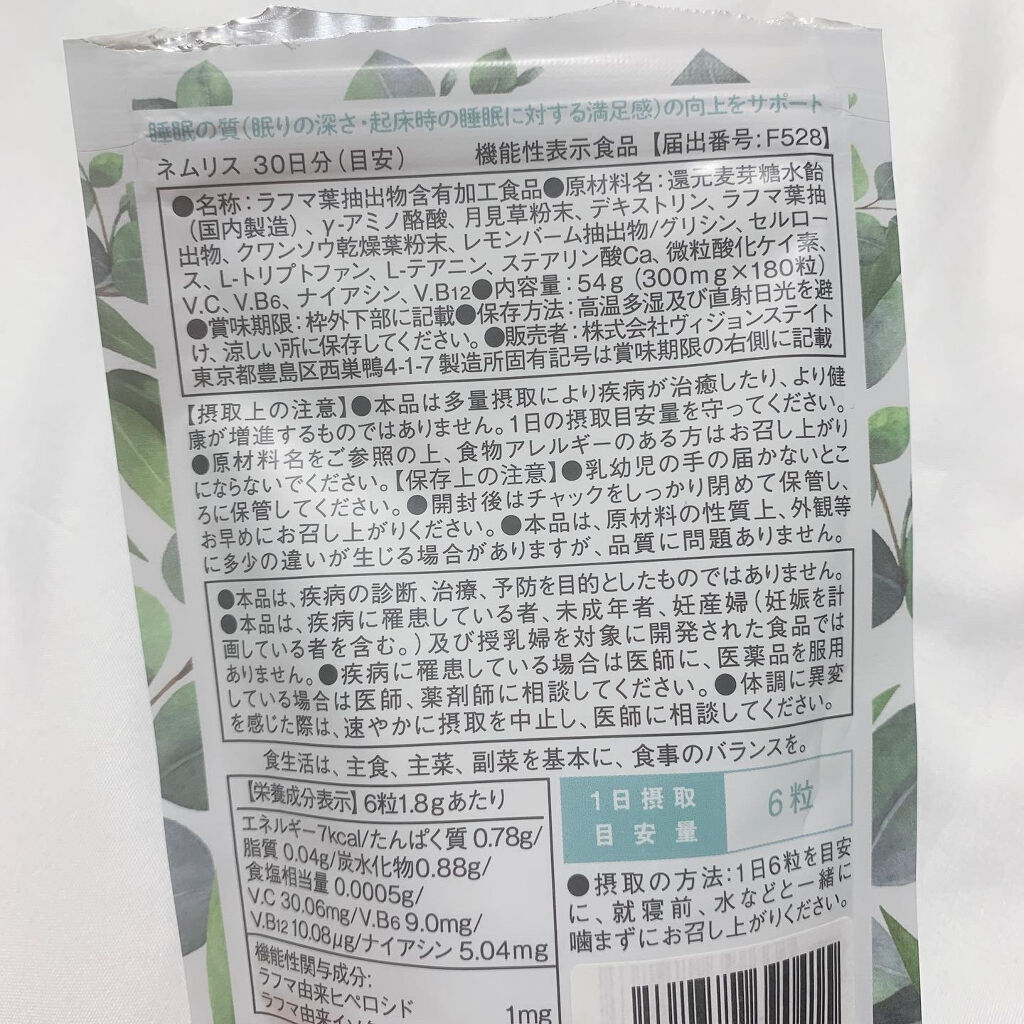 睡眠の質(眠りの深さ・起床時の睡眠に対する満足感)の向上をサポート
ネムリス 30日分(目安) 機能性表示食品【届出番号:F528】
●名称:ラフマ葉抽出物含有加工食品●原材料名:還元麦芽糖水飴
(国内製造)、γ-アミノ酪酸、月見草粉末、デキストリン、ラフマ葉抽
出物、クワンソウ乾燥葉粉末、レモンバーム抽出物/グリシン、セルロー
ス、L-トリプトファン、L-テアニン、ステアリン酸Ca、微粒酸化ケイ素、
V.C、V.B6、ナイアシン、V.B12●内容量:54g(300mg×180粒)
●賞味期限:枠外下部に記載●保存方法:高温多湿及び直射日光を避
け、涼しい所に保存してください。●販売者:株式会社ヴィジョンステイト
東京都豊島区西巣鴨4-1-7 製造所固有記号は賞味期限の右側に記載
【摂取上の注意】●本品は多量摂取により疾病が治癒したり、より健
康が増進するものではありません。1日の摂取目安量を守ってください。
●原材料名をご参照の上、食物アレルギーのある方はお召し上がり
にならないでください。【保存上の注意】●乳幼児の手の届かないとこ
ろに保管してください。●開封後はチャックをしっかり閉めて保管し、
お早めにお召し上がりください。●本品は、原材料の性質上、外観等
に多少の違いが生じる場合がありますが、品質に問題ありません。
●本品は、疾病の診断、治療、予防を目的としたものではありません。
●本品は、疾病に罹患している者、未成年者、妊産婦(妊娠を計
画している者を含む。)及び授乳婦を対象に開発された食品では
ありません。●疾病に罹患している場合は医師に、医薬品を服用
している場合は医師、薬剤師に相談してください。●体調に異変
を感じた際は、速やかに摂取を中止し、医師に相談してください。
食生活は、主食、主菜、副菜を基本に、食事のバランスを。
【栄養成分表示】6粒1.8gあたり
エネルギー7kcal/たんぱく質 0.78g/
脂質 0.04g/炭水化物0.88g/
食塩相当量 0.0005g/
V.C 30.06mg/V.B6 9.0mg/
V.B12 10.08μg/ナイアシン 5.04mg
機能性関与成分:
ラフマ由来ヒペロシド
1mg
ラフマ由来イソ
1日摂取
目安量
6粒
●摂取の方法:1日6粒を目安
に、就寝前、水などと一緒に
噛まずにお召し上がりください。